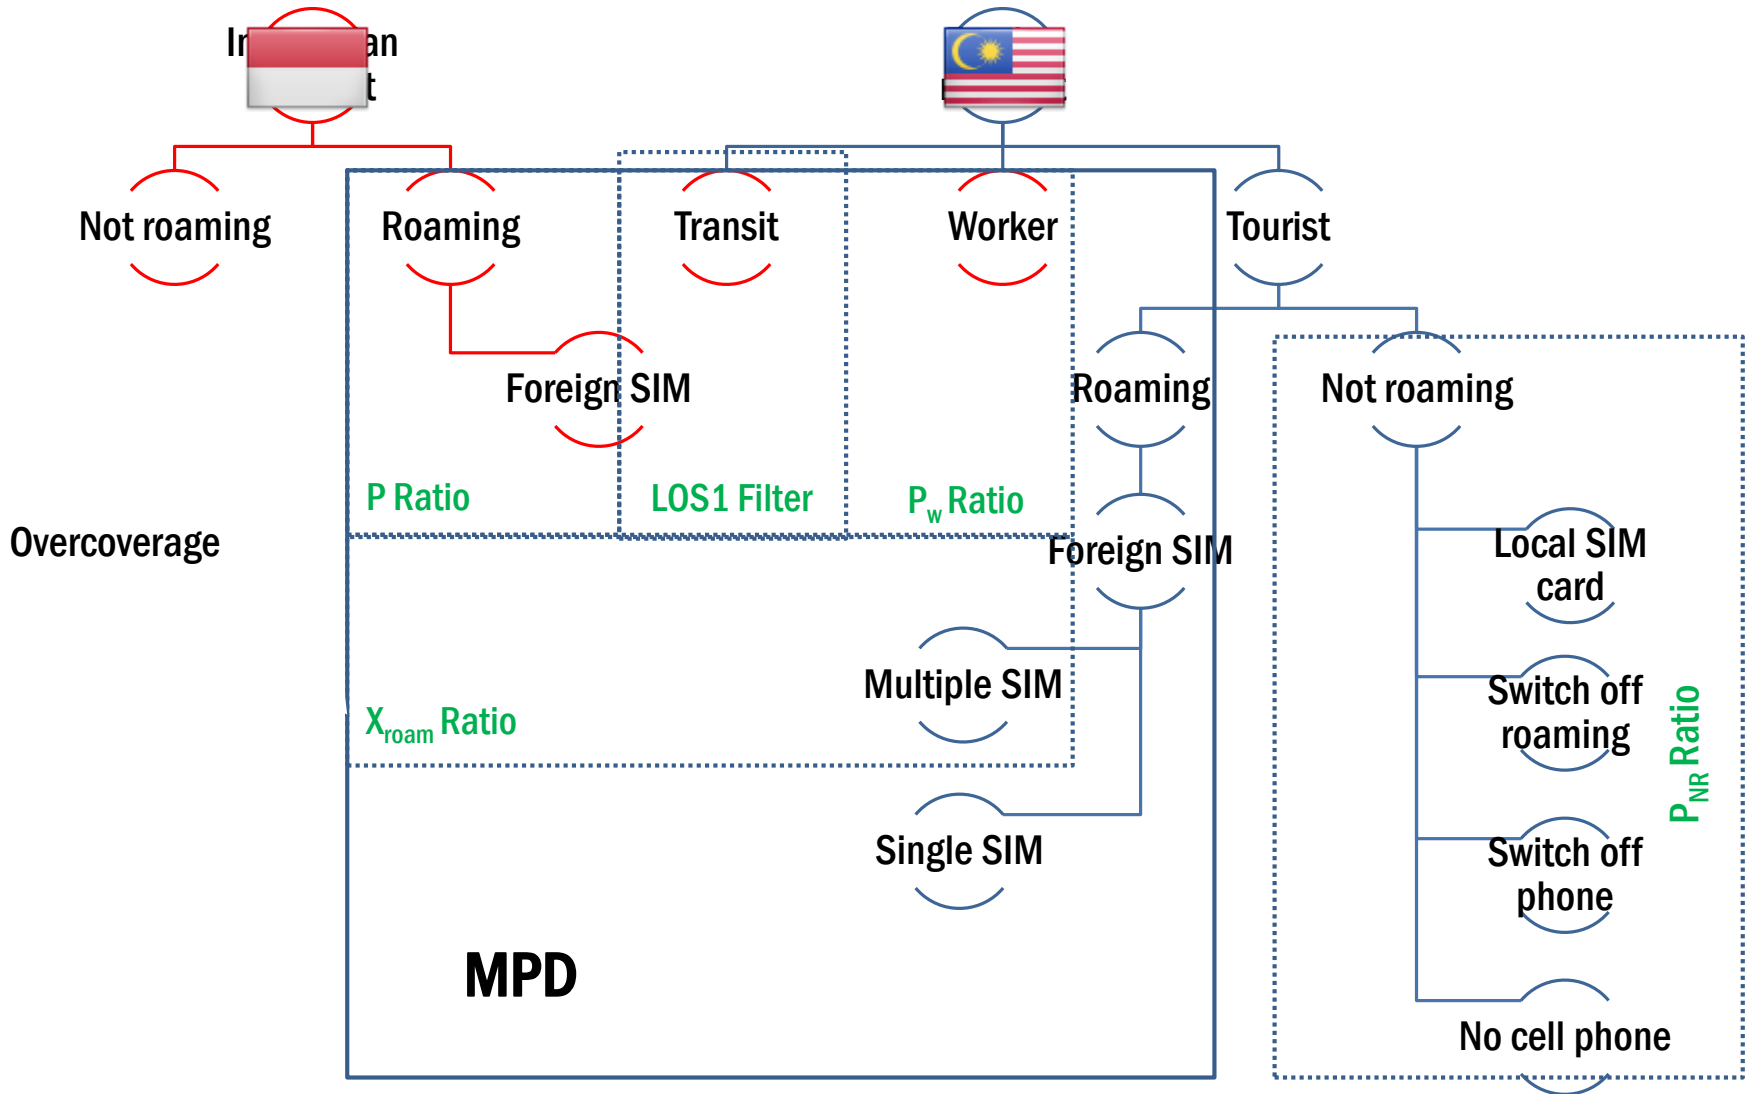 Not roaming
Roaming
Transit
Worker
Tourist
Foreign SIM
Roaming
Not roaming
P Ratio
LOS1 Filter
Pw Ratio
Overcoverage
Foreign SIM
Local SIM
card
Multiple SIM
Switch off
roaming
Xroam Ratio
PNR Ratio
Single SIM
Switch off
phone
MPD
No cell phone